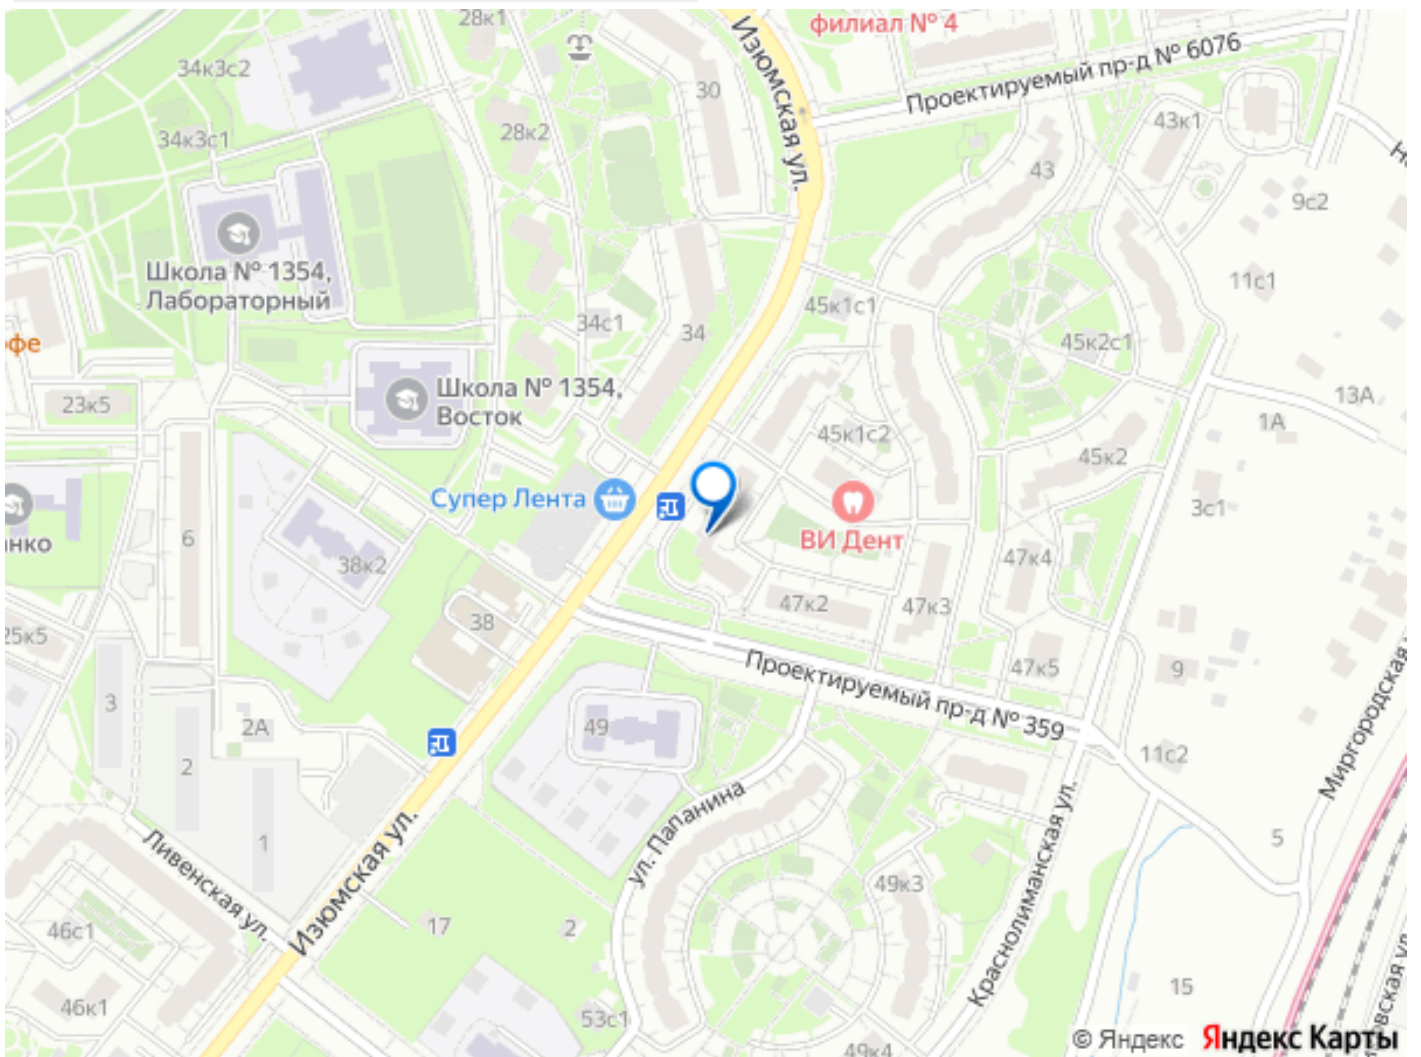 28к1
филиал № 4
Изюмская ул.
Проектируемый пр-д № 6076
34к3с2
30
34к3с1
28к2
43к1
43
9с2
Школа № 1354,
Лабораторный
11с1
45к1с1
34с1
34
45к2с1
фе
Школа № 1354,
Восток
23к5
13А
1А
45к1с2
45к2
Супер Лента
3с1
ВИ Дент
6
нко
38к2
47к4
47к2
47к3
38
25к5
47к5
9
Проектируемый пр-д № 359
3
2А
49
11с2
2
Миргородская
ул. Папанина
Краснолиманская ул.
1
5
Ливенская ул.
Изюмская ул.
49к3
17
2
46с1
15
46к1
53с1
49к4
© Яндекс Яндекс Карты